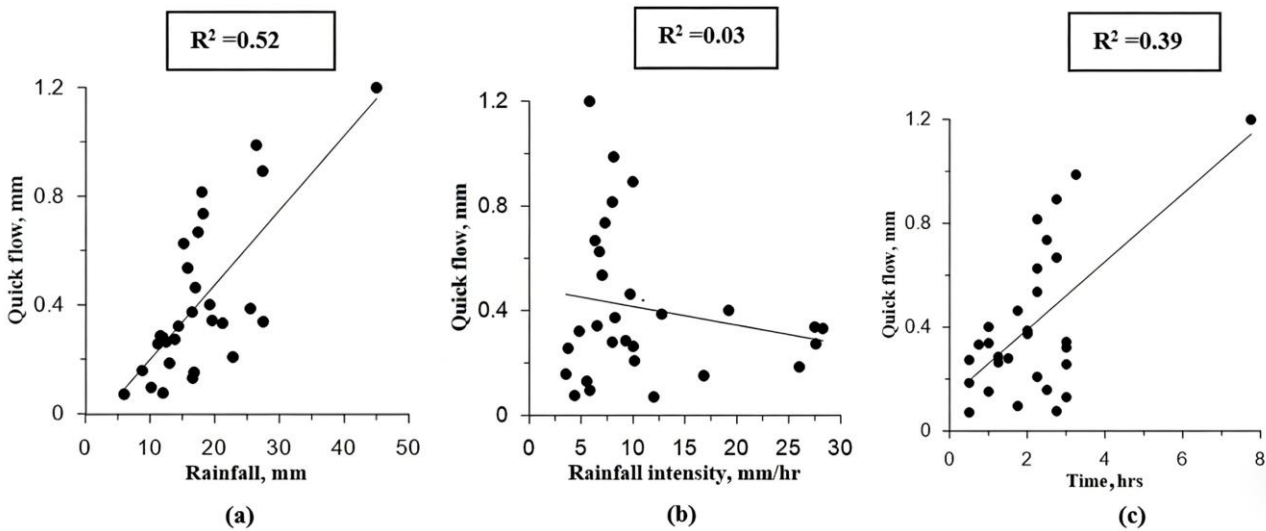 R² =0.52
1.2
0.8
0.4
0
Quick flow, mm
0 10 20 30 40 50
Rainfall, mm
(a)
R² =0.03
1.2
0.8
0.4
0
Quick flow, mm
0 5 10 15 20 25 30
Rainfall intensity, mm/hr
(b)
R² =0.39
1.2
0.8
0.4
0
Quick flow, mm
0 2 4 6 8
Time, hrs
(c)